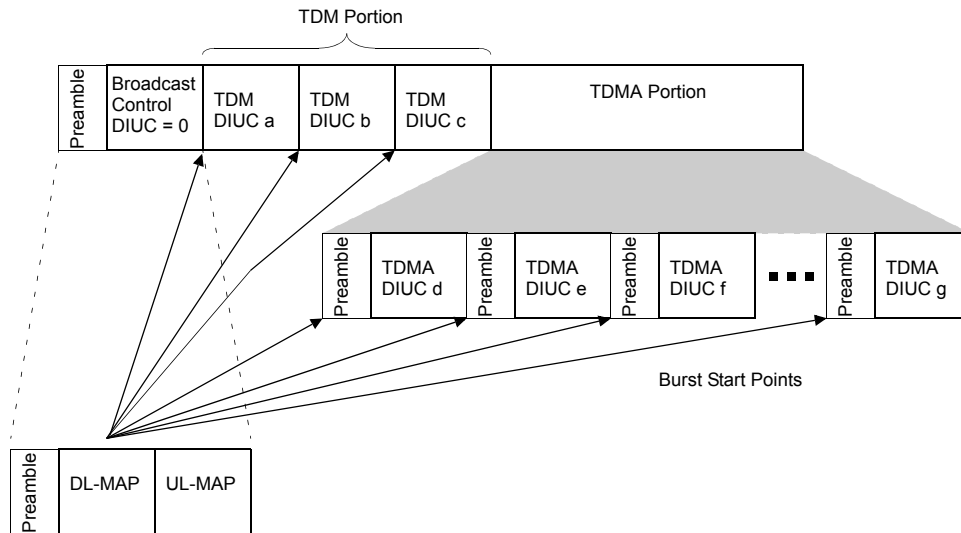 TDM Portion
Preamble
Broadcast
Control
DIUC = 0
TDM
DIUC a
TDM
DIUC b
TDM
DIUC c
TDMA Portion
Preamble
TDMA
DIUC d
Preamble
TDMA
DIUC e
Preamble
TDMA
DIUC f
Preamble
TDMA
DIUC g
Burst Start Points
Preamble
DL-MAP
UL-MAP